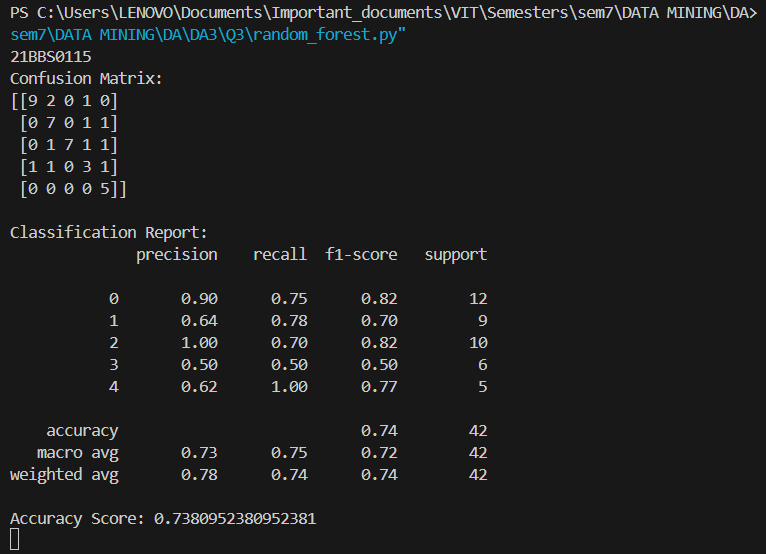 PS C:\Users\LENOVO\Documents\Important_documents\VIT\Semesters\sem7\DATA MINING\DA>
sem7\DATA MINING\DA\DA3\Q3\random_forest.py"
21BBS0115
Confusion Matrix:
[[9 2 0 1 0]
 [0 7 0 1 1]
 [0 1 7 1 1]
 [1 1 0 3 1]
 [0 0 0 0 5]]
Classification Report:
              precision    recall  f1-score   support
           0       0.90      0.75      0.82        12
           1       0.64      0.78      0.70         9
           2       1.00      0.70      0.82        10
           3       0.50      0.50      0.50         6
           4       0.62      1.00      0.77         5
    accuracy                           0.74        42
   macro avg       0.73      0.75      0.72        42
weighted avg       0.78      0.74      0.74        42
Accuracy Score: 0.7380952380952381